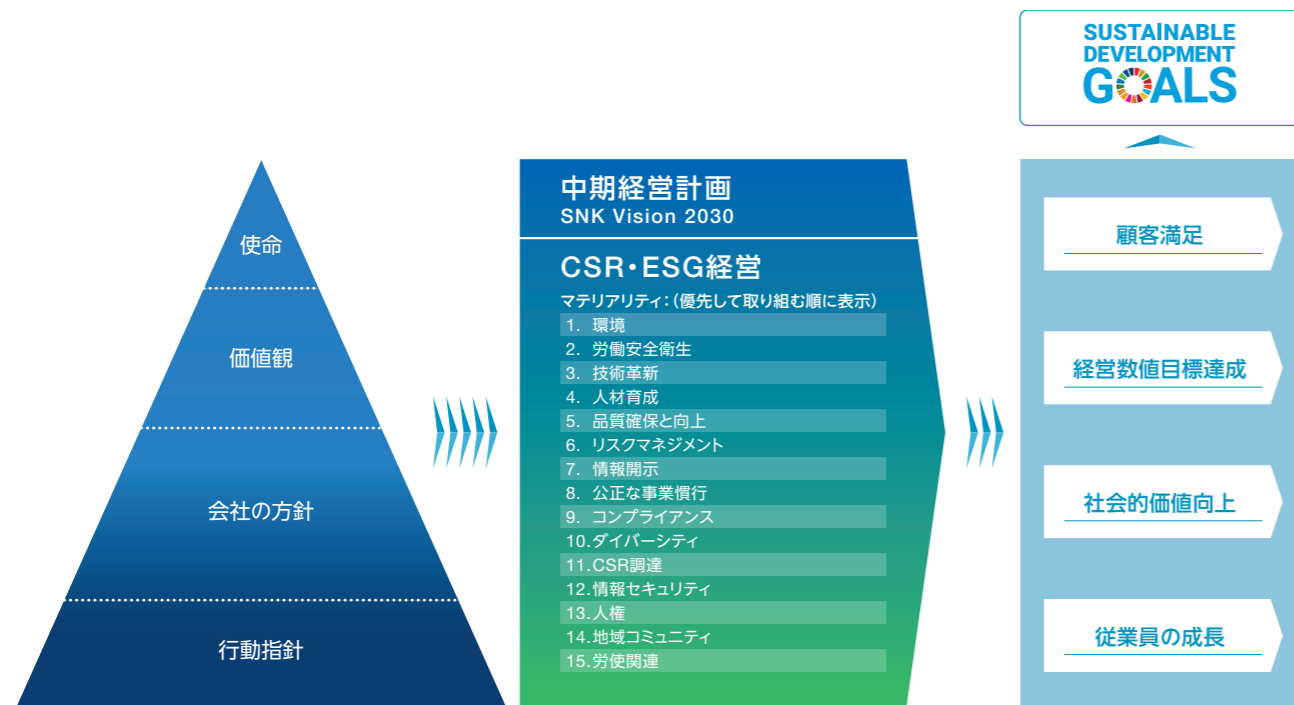 使命
価値観
会社の方針
行動指針
中期経営計画
SNK Vision 2030
CSR・ESG経営
マテリアリティ：（優先して取り組む順に表示）
1. 環境
2. 労働安全衛生
3. 技術革新
4. 人材育成
5. 品質確保と向上
6. リスクマネジメント
7. 情報開示
8. 公正な事業慣行
9. コンプライアンス
10.ダイバーシティ
11.CSR調達
12.情報セキュリティ
13.人権
14.地域コミュニティ
15.労使関連
SUSTAINABLE
DEVELOPMENT
GOALS
顧客満足
経営数値目標達成
社会的価値向上
従業員の成長